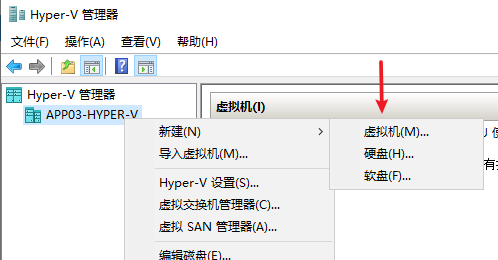 Hyper-V 管理器
文件(F) 操作(A) 查看(V) 帮助(H)
Hyper-V 管理器
APP03-HYPER-V
虚拟机(I)
新建(N)
导入虚拟机(M)...
Hyper-V 设置(S)...
虚拟交换机管理器(C)...
虚拟 SAN 管理器(A)...
编辑磁盘(E)...
虚拟机(M)...
硬盘(H)...
软盘(F)...
U 使
有